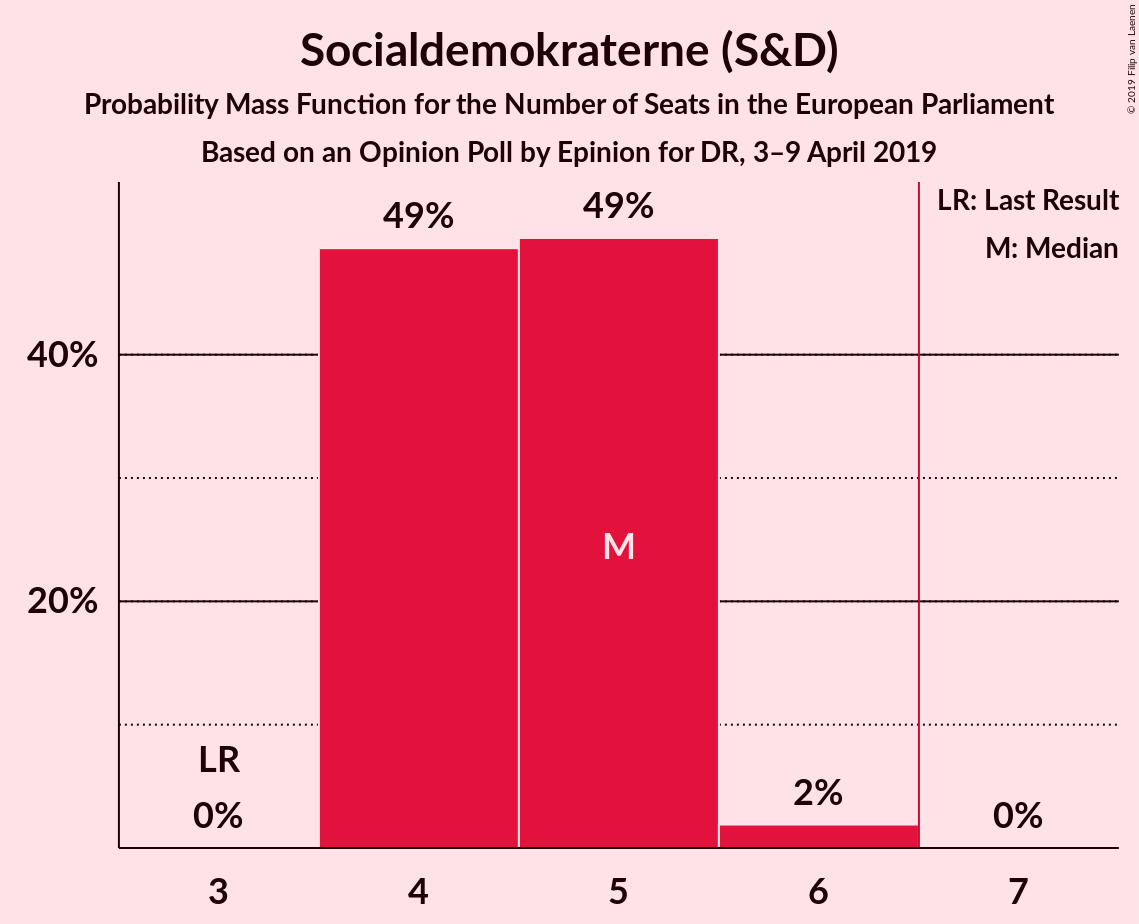 Socialdemokraterne (S&D)
Probability Mass Function for the Number of Seats in the European Parliament
Based on an Opinion Poll by Epinion for DR, 3–9 April 2019
© 2019 Filip van Laenen
LR: Last Result
M: Median
49%
49%
40%
M
20%
LR
0%
2%
0%
3
4
5
6
7